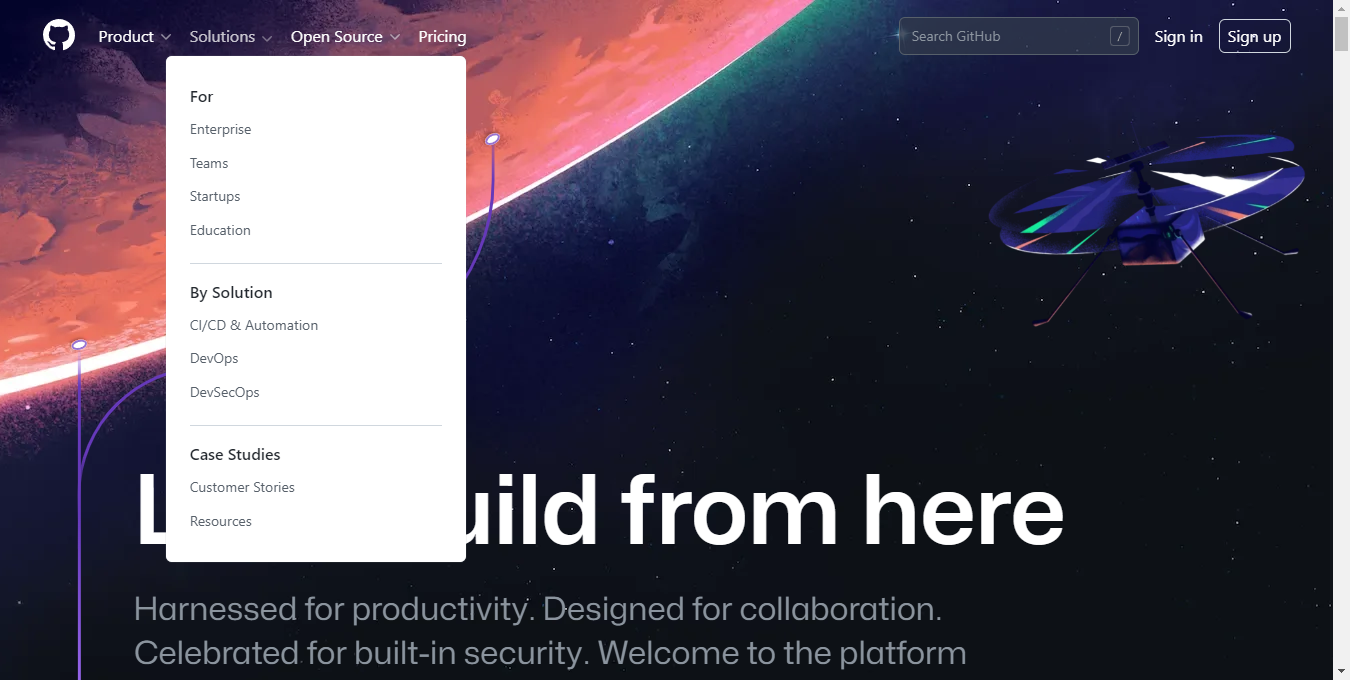 Product Solutions Open Source Pricing Search GitHub / Sign in Sign up
For
Enterprise
Teams
Startups
Education
By Solution
CI/CD & Automation
DevOps
DevSecOps
Case Studies
Customer Stories
Resources
L uild from here
Harnessed for productivity. Designed for collaboration.
Celebrated for built-in security. Welcome to the platform